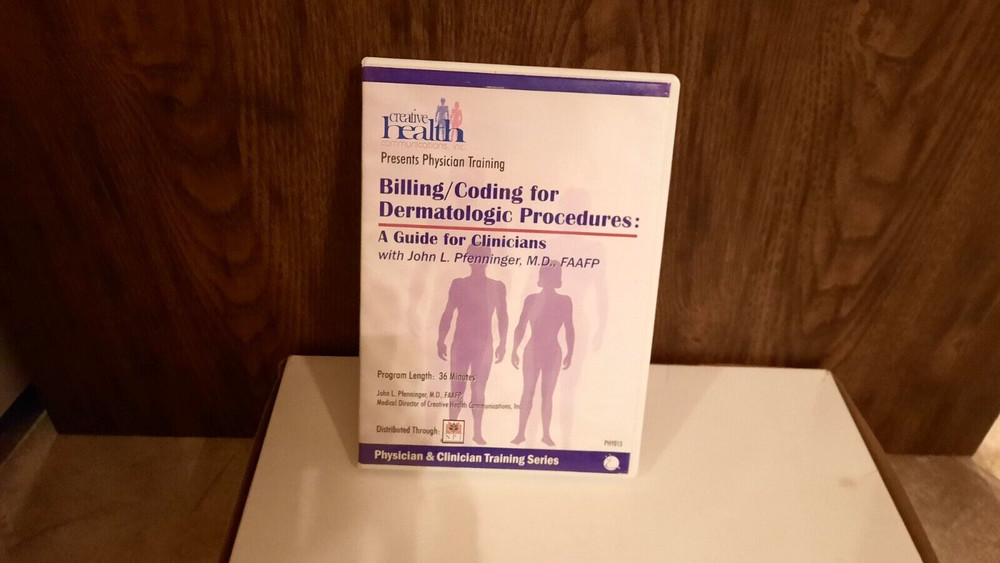 creative
health
communications, inc.
Presents Physician Training
Billing/Coding for
Dermatologic Procedures:
A Guide for Clinicians
with John L. Pfenninger, M.D., FAAFP
Program Length: 36 Minutes
John L. Pfenninger, M.D., FAAFP
Medical Director of Creative Health Communications, Inc.
Distributed Through:
Physician & Clinician Training Series